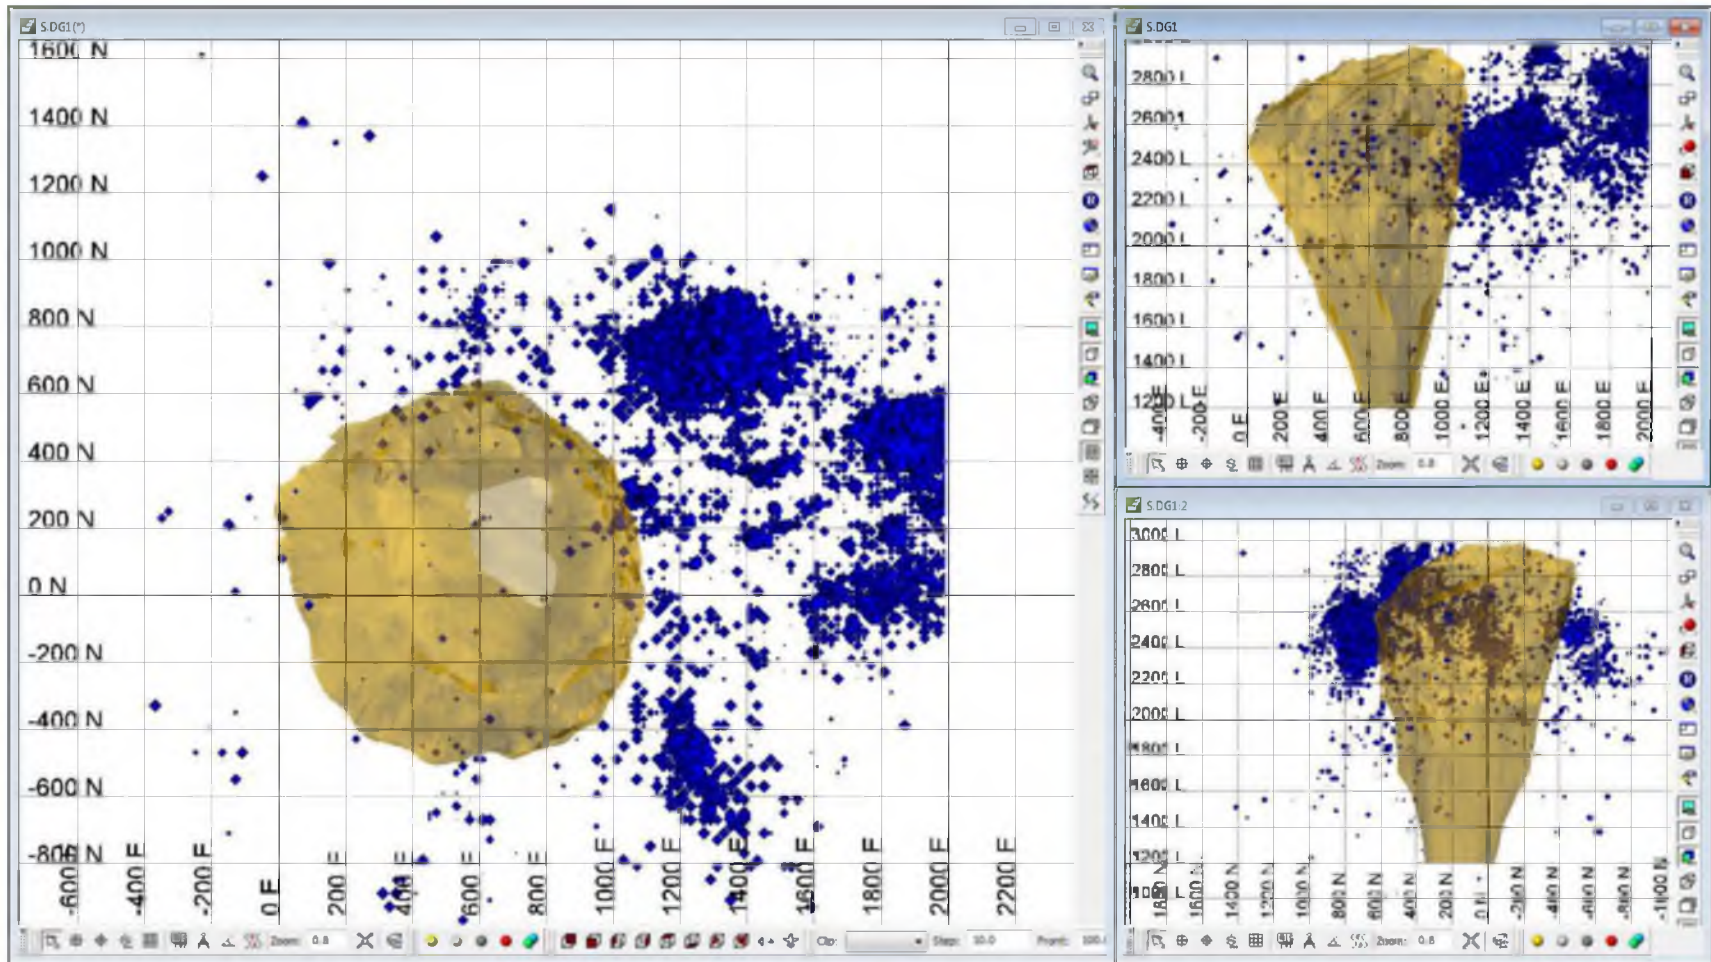 S.DG1(*)
1600 N
1400 N
1200 N
1000 N
800 N
600 N
400 N
200 N
0 N
-200 N
-400 N
-600 N
-800 N
-600 E
-400 E
-200 E
0 E
200 E
400 E
600 E
800 E
1000 E
1200 E
1400 E
1600 E
1800 E
2000 E
2200 E
Zoom: 0.8
Clip:
Step: 10.0
Front: 100.
S.DG1
2800 L
2600 L
2400 L
2200 L
2000 L
1800 L
1600 L
1400 L
1200 L
-400 E
-200 E
0 E
200 E
400 F
600 E
800 E
1000 E
1200 E
1400 E
1600 E
1800 E
2000 E
Zoom: 0.8
S.DG1:2
3000 L
2800 L
2600 L
2400 L
2200 L
2000 L
1800 L
1600 L
1400 L
1200 L
1000 L
1800 N
1600 N
1400 N
1200 N
1000 N
800 N
600 N
400 N
200 N
0 N
-200 N
-400 N
-600 N
-800 N
-1000 N
Zoom: 0.8